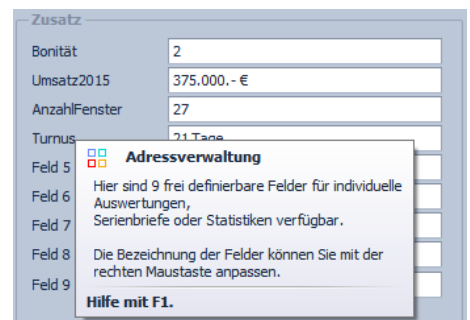 Zusatz
Bonität 2
Umsatz2015 375.000.- €
AnzahlFenster 27
Turnus 21 Tage
Feld 5
Feld 6
Feld 7
Feld 8
Feld 9
Adressverwaltung
Hier sind 9 frei definierbare Felder für individuelle
Auswertungen,
Serienbriefe oder Statistiken verfügbar.
Die Bezeichnung der Felder können Sie mit der
rechten Maustaste anpassen.
Hilfe mit F1.